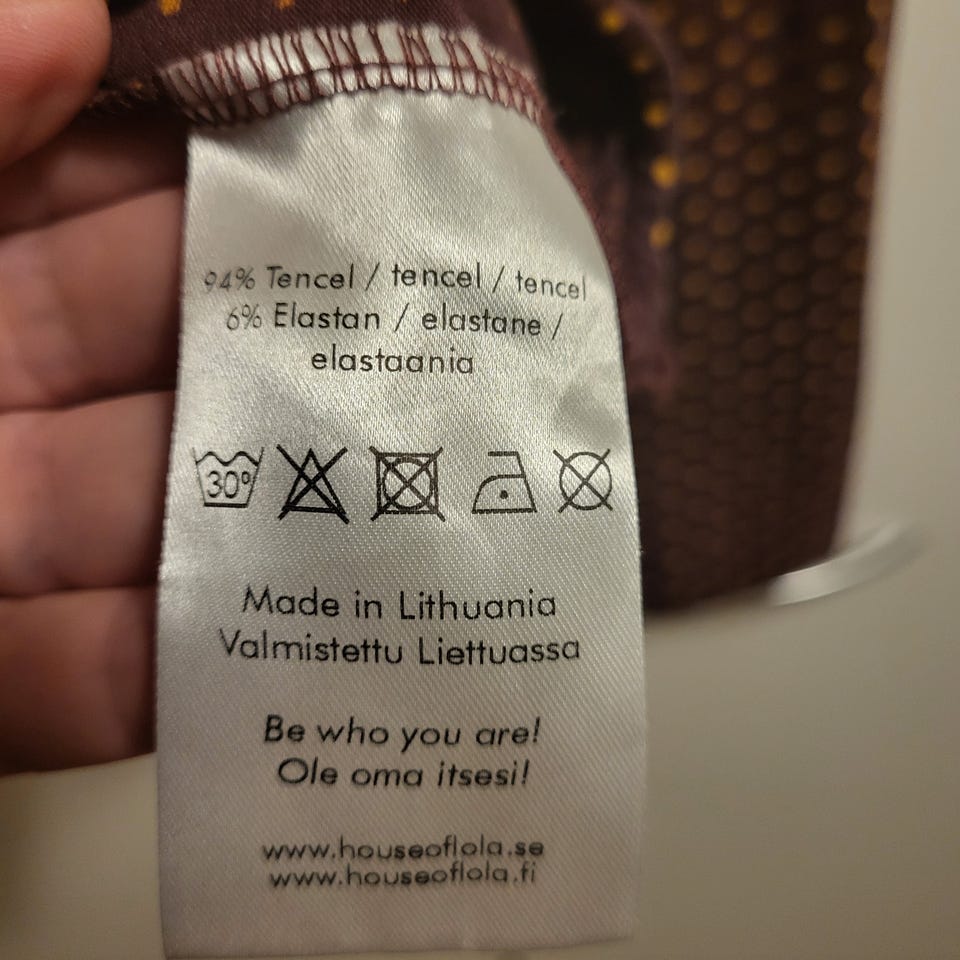 94% Tencel / tencel / tencel
6% Elastan / elastane /
elastaania
30°
Made in Lithuania
Valmistettu Liettuassa
Be who you are!
Ole oma itsesi!
www.houseoflola.se
www.houseoflola.fi